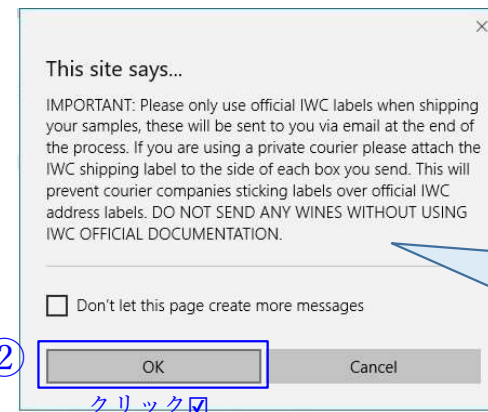 This site says...
IMPORTANT: Please only use official IWC labels when shipping
your samples, these will be sent to you via email at the end of
the process. If you are using a private courier please attach the
IWC shipping label to the side of each box you send. This will
prevent courier companies sticking labels over official IWC
address labels. DO NOT SEND ANY WINES WITHOUT USING
IWC OFFICIAL DOCUMENTATION.
Don't let this page create more messages
② OK Cancel
クリック☑